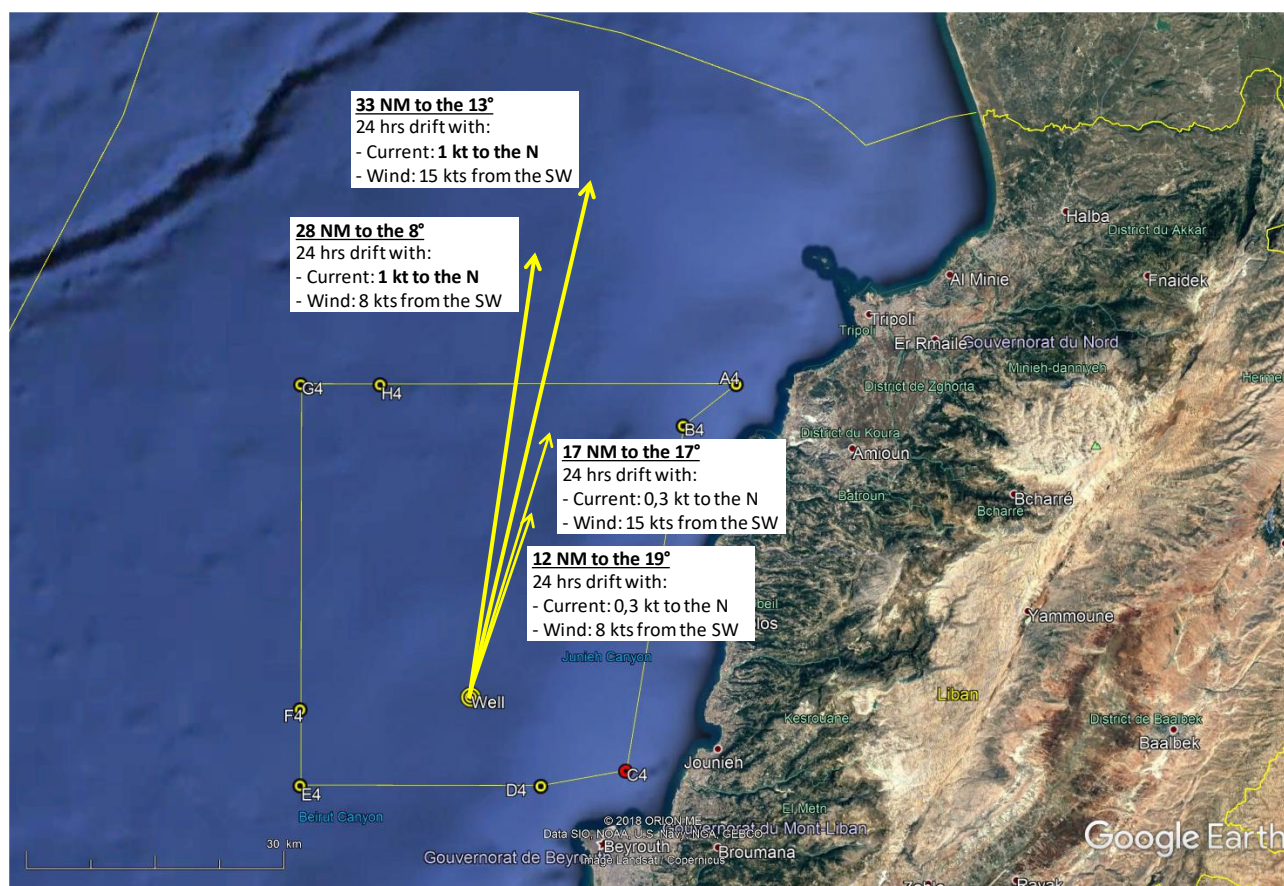 33 NM to the 13°
24 hrs drift with:
- Current: 1 kt to the N
- Wind: 15 kts from the SW
28 NM to the 8°
24 hrs drift with:
- Current: 1 kt to the N
- Wind: 8 kts from the SW
Halba
District du Akkar
Al Minie
Fnaidek
Tripoli
Tripoli
Er Rmailé
Gouvernorat du Nord
Minieh-danniyeh
District de Zghorta
G4
H4
A4
B4
District du Koura
Amioun
17 NM to the 17°
24 hrs drift with:
- Current: 0,3 kt to the N
- Wind: 15 kts from the SW
Batroun
Bcharré
Bcharre
12 NM to the 19°
24 hrs drift with:
- Current: 0,3 kt to the N
- Wind: 8 kts from the SW
Yammoune
Junieh Canyon
Liban
Well
F4
Kesrouane
District de Baalbek
Baalbek
Jounieh
C4
E4
D4
Beirut Canyon
El Metn
© 2018 ORION-ME
Data SIO, NOAA, U.S. Navy, NGA, GEBCO
Gouvernorat du Mont-Liban
Beyrouth
Image Landsat / Copernicus
Broumana
Gouvernorat de Beyrouth
30 km
Google Earth